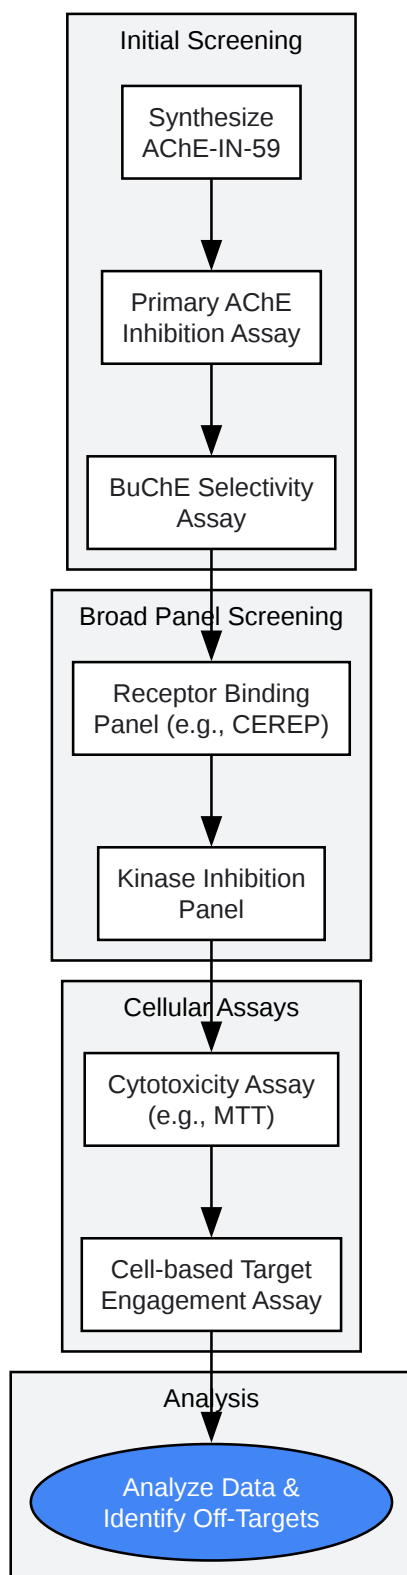 Initial Screening
Synthesize
AChE-IN-59
Primary AChE
Inhibition Assay
BuChE Selectivity
Assay
Broad Panel Screening
Receptor Binding
Panel (e.g., CEREP)
Kinase Inhibition
Panel
Cellular Assays
Cytotoxicity Assay
(e.g., MTT)
Cell-based Target
Engagement Assay
Analysis
Analyze Data &
Identify Off-Targets